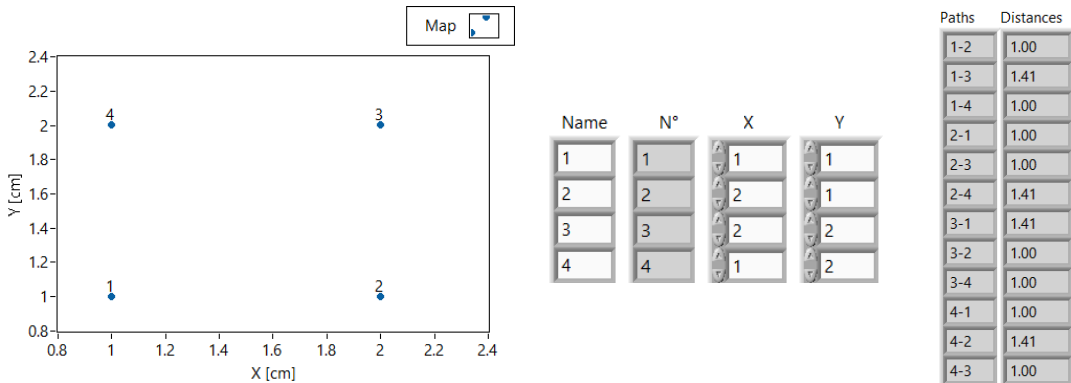 Map
2.4
2.2
2
1.8
1.6
1.4
1.2
1
0.8
Y [cm]
4
3
1
2
0.8 1 1.2 1.4 1.6 1.8 2 2.2 2.4
X [cm]
Name N° X Y
1 1 1 1
2 2 2 1
3 3 2 2
4 4 1 2
Paths Distances
1-2 1.00
1-3 1.41
1-4 1.00
2-1 1.00
2-3 1.00
2-4 1.41
3-1 1.41
3-2 1.00
3-4 1.00
4-1 1.00
4-2 1.41
4-3 1.00